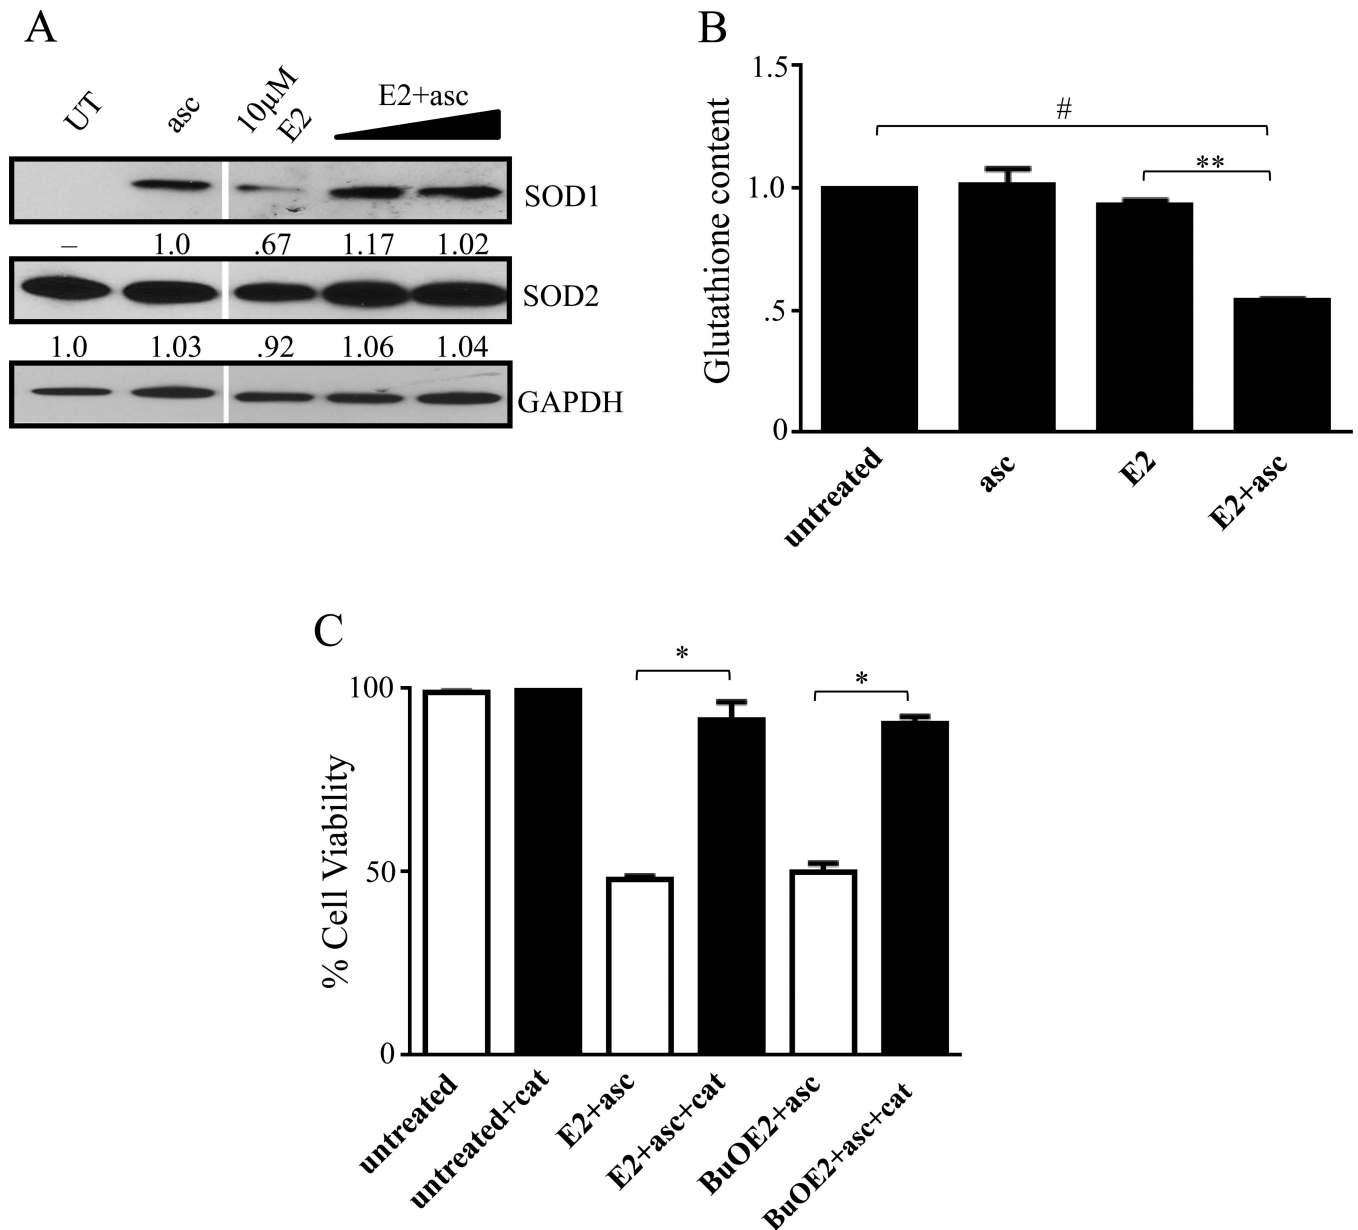 A
UT asc 10µM E2 E2+asc
SOD1
– 1.0 .67 1.17 1.02
SOD2
1.0 1.03 .92 1.06 1.04
GAPDH
B
Glutathione content
1.5
1.0
.5
0
#
**
untreated asc E2 E2+asc
C
% Cell Viability
100
50
0
*
*
untreated untreated+cat E2+asc E2+asc+cat BuOE2+asc BuOE2+asc+cat